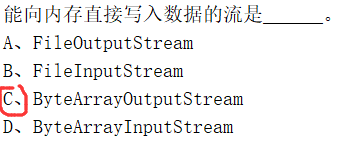 能向内存直接写入数据的流是______。
A、FileOutputStream
B、FileInputStream
C、ByteArrayOutputStream
D、ByteArrayInputStream